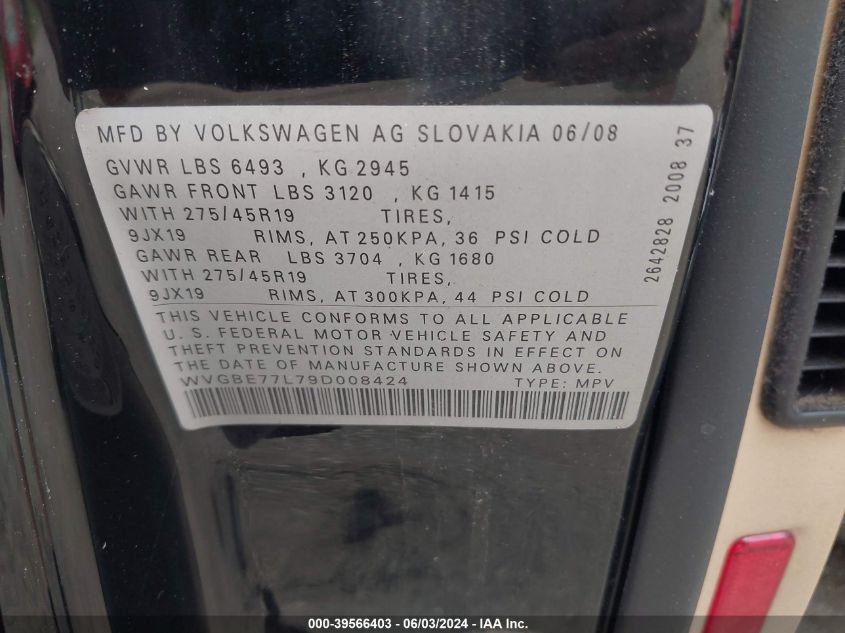 MFD BY VOLKSWAGEN AG SLOVAKIA 06/08
GVWR LBS 6493 , KG 2945
GAWR FRONT LBS 3120 , KG 1415
WITH 275/45R19 TIRES,
9JX19 RIMS, AT 250KPA, 36 PSI COLD
GAWR REAR LBS 3704 , KG 1680
WITH 275/45R19 TIRES,
9JX19 RIMS, AT 300KPA, 44 PSI COLD
THIS VEHICLE CONFORMS TO ALL APPLICABLE
U. S. FEDERAL MOTOR VEHICLE SAFETY AND
THEFT PREVENTION STANDARDS IN EFFECT ON
THE DATE OF MANUFACTURE SHOWN ABOVE.
WVGBE77L79D008424 TYPE: MPV
2642828 2008 37
000-39566403 - 06/03/2024 - IAA Inc.